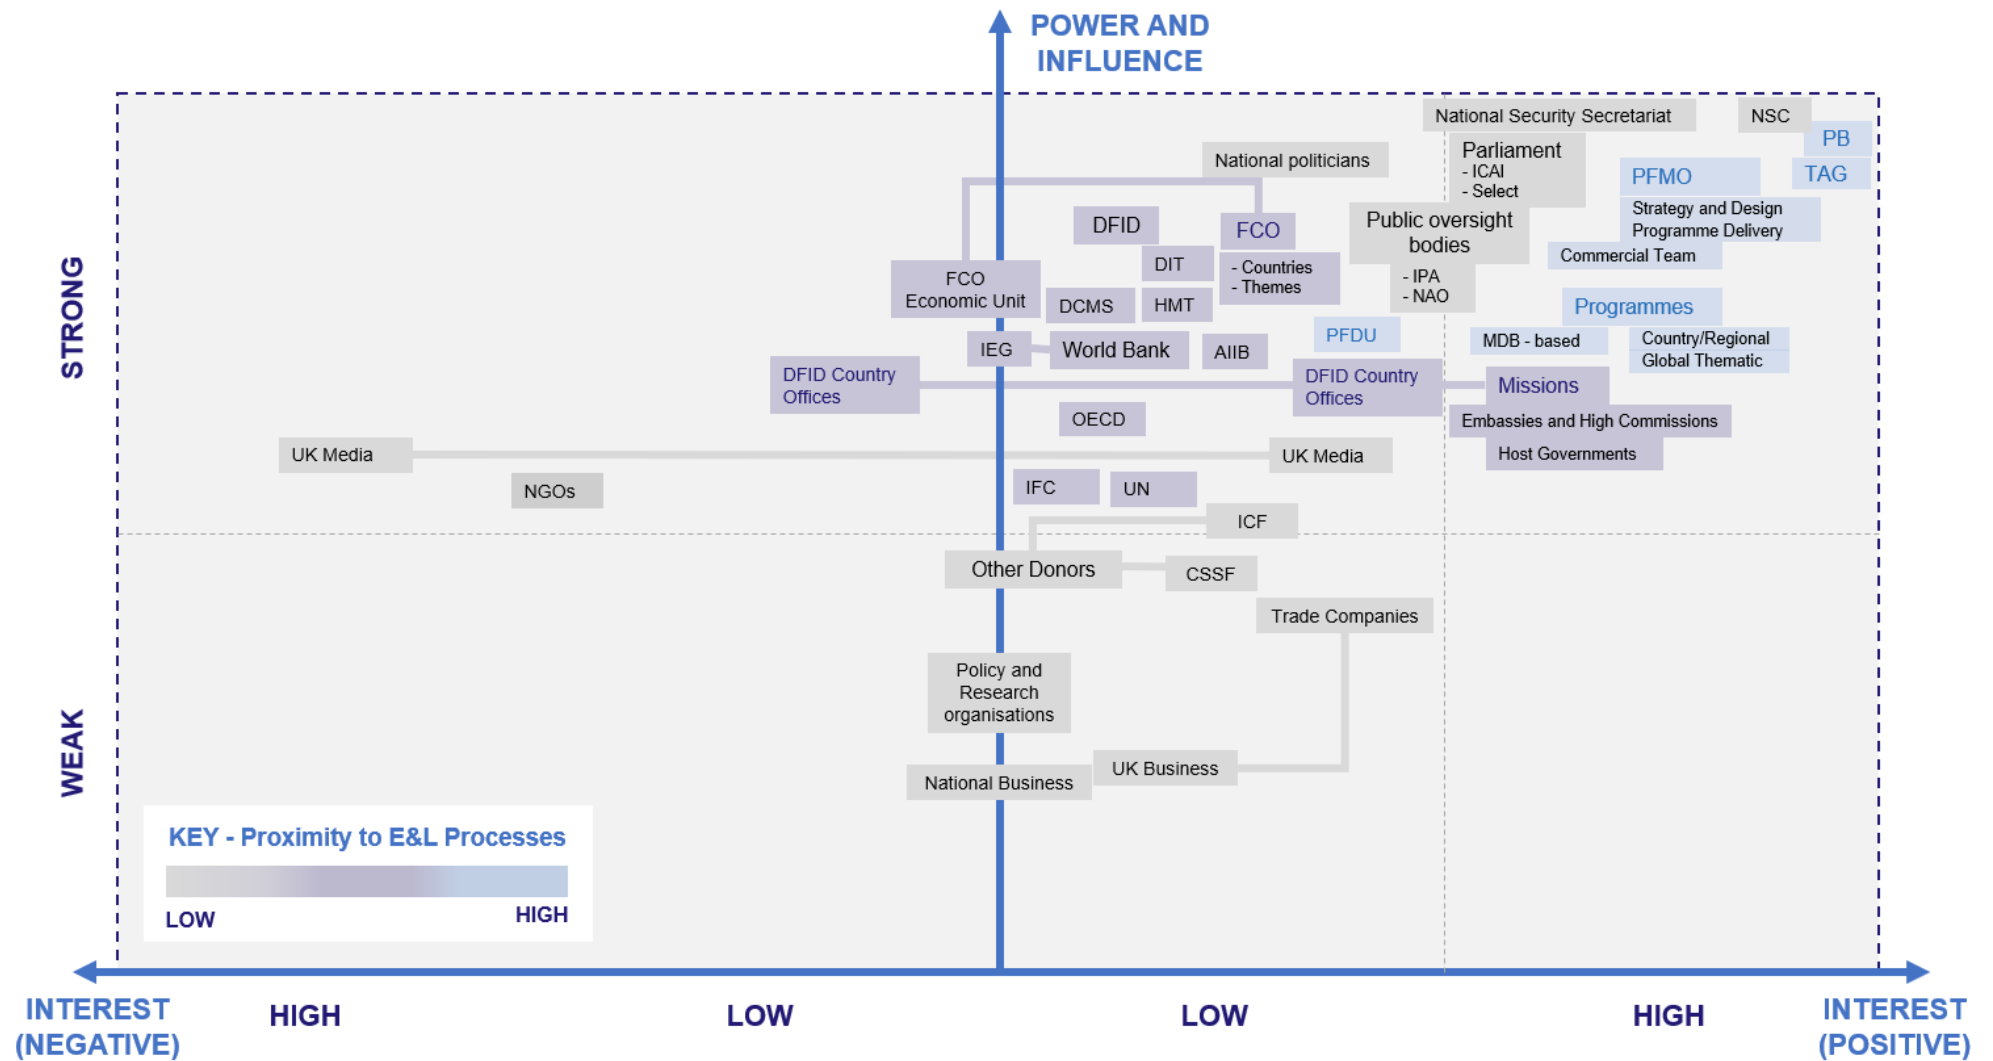 POWER AND
INFLUENCE
National Security Secretariat
NSC
PB
National politicians
Parliament
- ICAI
- Select
PFMO
TAG
Strategy and Design
Programme Delivery
Public oversight
bodies
- IPA
- NAO
DFID
FCO
- Countries
- Themes
DIT
Commercial Team
FCO
Economic Unit
DCMS
HMT
Programmes
MDB - based
Country/Regional
Global Thematic
PFDU
IEG
World Bank
AIIB
DFID Country
Offices
DFID Country
Offices
Missions
Embassies and High Commissions
Host Governments
OECD
UK Media
UK Media
NGOs
IFC
UN
ICF
STRONG
Other Donors
CSSF
Trade Companies
Policy and
Research
organisations
UK Business
National Business
WEAK
KEY - Proximity to E&L Processes
LOW
HIGH
INTEREST
(NEGATIVE)
HIGH
LOW
LOW
HIGH
INTEREST
(POSITIVE)